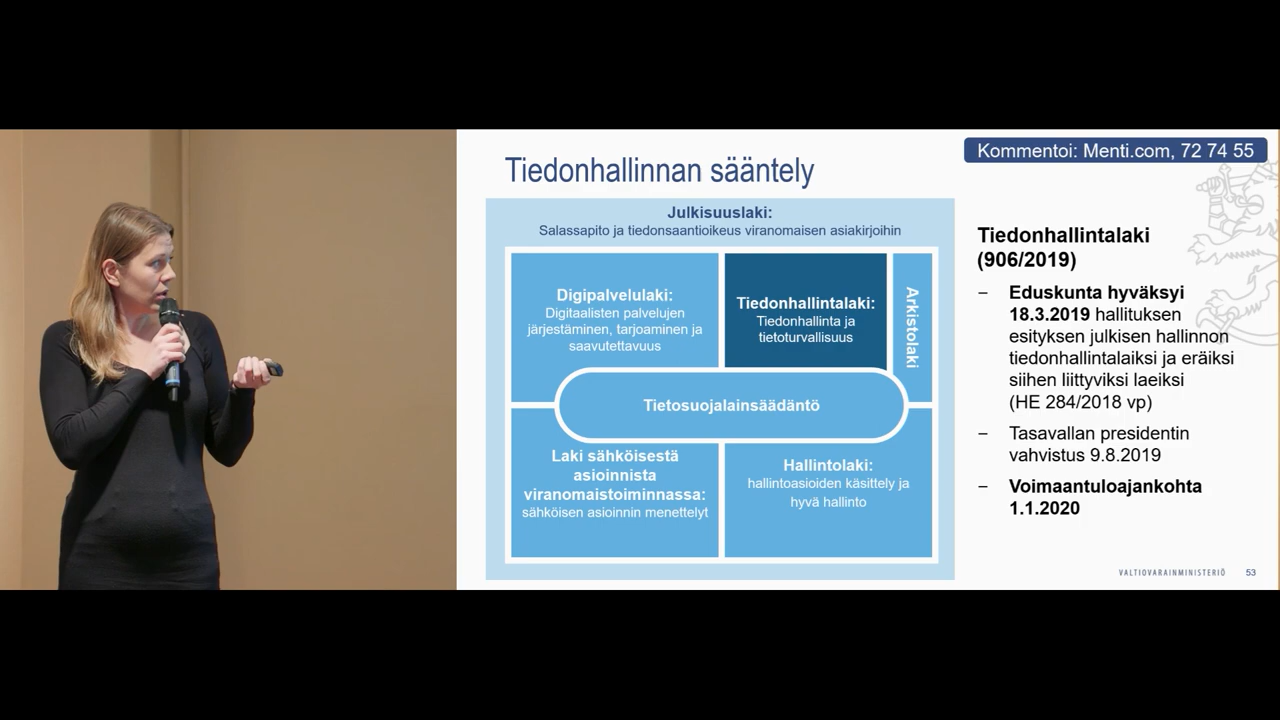 Kommentoi: Menti.com, 72 74 55
Tiedonhallinnan sääntely
Julkisuuslaki:
Salassapito ja tiedonsaantioikeus viranomaisen asiakirjoihin
Digipalvelulaki:
Digitaalisten palvelujen
järjestäminen, tarjoaminen ja
saavutettavuus
Tiedonhallintalaki:
Tiedonhallinta ja
tietoturvallisuus
Arkistolaki
Tietosuojalainsäädäntö
Laki sähköisestä
asioinnista
viranomaistoiminnassa:
sähköisen asioinnin menettelyt
Hallintolaki:
hallintoasioiden käsittely ja
hyvä hallinto
Tiedonhallintalaki
(906/2019)
– Eduskunta hyväksyi
18.3.2019 hallituksen
esityksen julkisen hallinnon
tiedonhallintalaiksi ja eräiksi
siihen liittyviksi laeiksi
(HE 284/2018 vp)
– Tasavallan presidentin
vahvistus 9.8.2019
– Voimaantuloajankohta
1.1.2020
VALTIOVARAINMINISTERIÖ 53